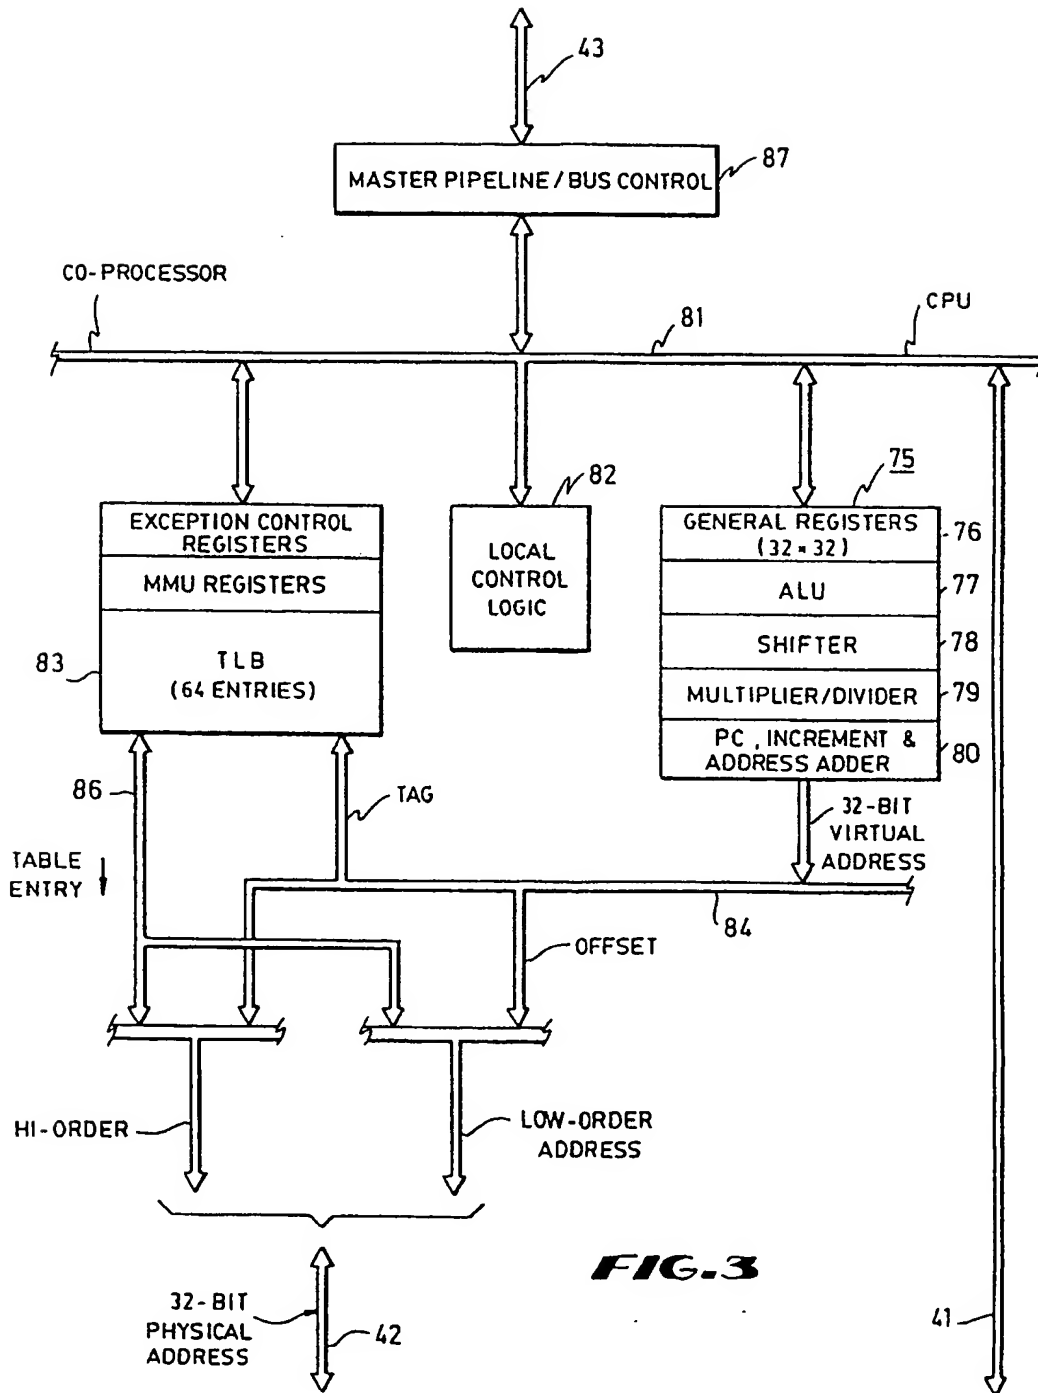 43
MASTER PIPELINE / BUS CONTROL
87
CO-PROCESSOR
81
CPU
EXCEPTION CONTROL
REGISTERS
MMU REGISTERS
83
TLB
(64 ENTRIES)
82
LOCAL
CONTROL
LOGIC
75
GENERAL REGISTERS
(32 × 32)
76
ALU
77
SHIFTER
78
MULTIPLIER/DIVIDER
79
PC, INCREMENT &
ADDRESS ADDER
80
86
TAG
32-BIT
VIRTUAL
ADDRESS
TABLE
ENTRY
84
OFFSET
HI-ORDER
LOW-ORDER
ADDRESS
FIG.3
32-BIT
PHYSICAL
ADDRESS
42
41